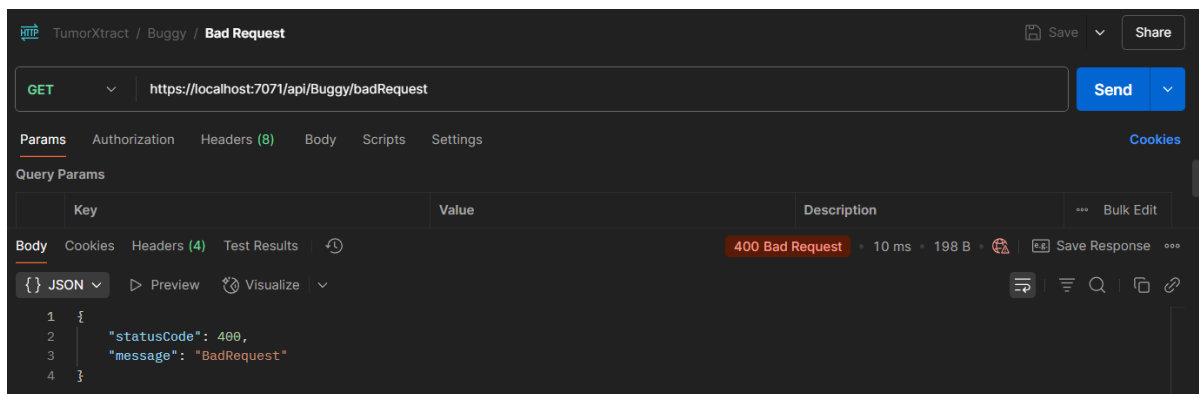 HTTP TumorXtract / Buggy / Bad Request Save Share
GET https://localhost:7071/api/Buggy/badRequest Send
Params Authorization Headers (8) Body Scripts Settings Cookies
Query Params
Key Value Description Bulk Edit
Body Cookies Headers (4) Test Results 400 Bad Request 10 ms 198 B e.g. Save Response
{} JSON Preview Visualize
1 {
2 "statusCode": 400,
3 "message": "BadRequest"
4 }